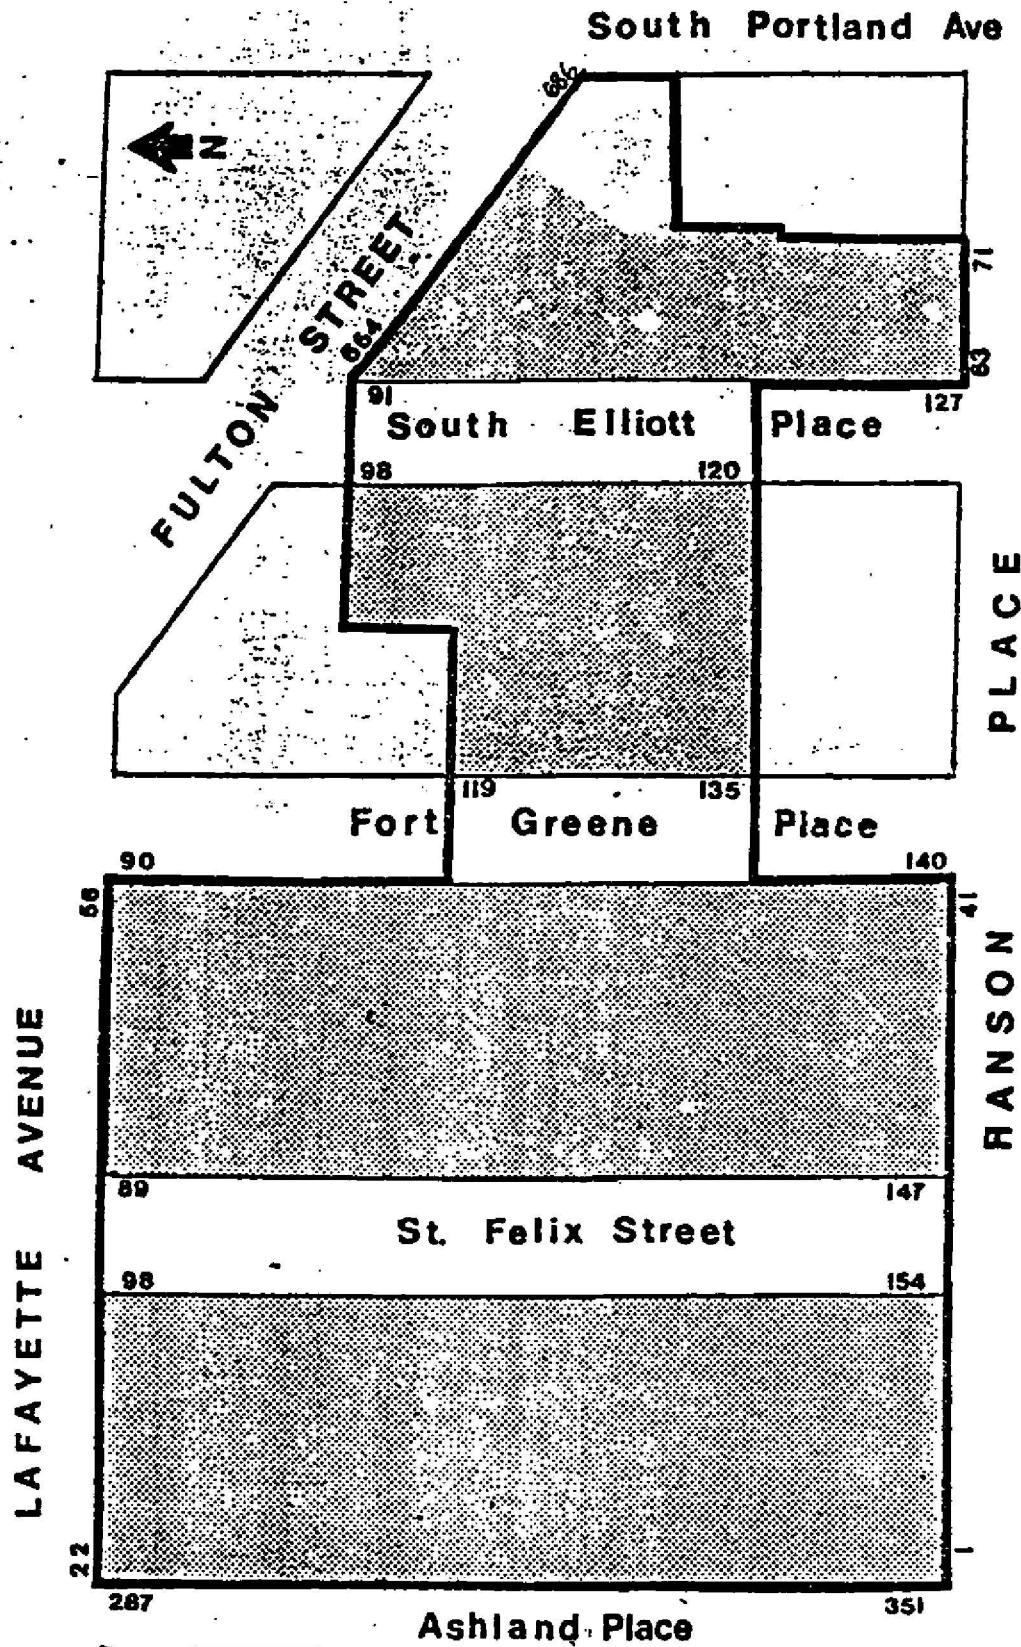 South Portland Ave
686
N
FULTON STREET
664
71
63
91
127
South Elliott Place
98
120
119
135
Fort Greene Place
90
140
56
41
HANSON PLACE
89
147
St. Felix Street
98
154
LAFAYETTE AVENUE
22
1
287
351
Ashland Place